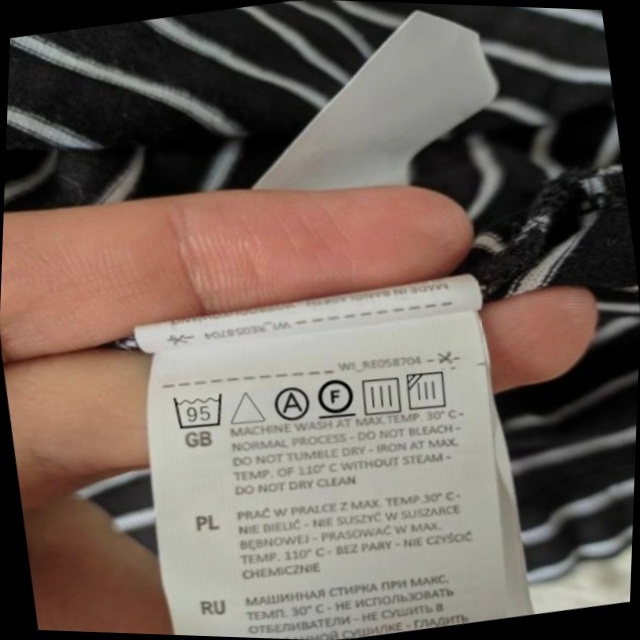 WI_RE058704
WI_RE058704
95 A F
GB
MACHINE WASH AT MAX.TEMP. 30° C -
NORMAL PROCESS - DO NOT BLEACH -
DO NOT TUMBLE DRY - IRON AT MAX.
TEMP. OF 110° C WITHOUT STEAM -
DO NOT DRY CLEAN
PL
PRAĆ W PRALCE Z MAX. TEMP.30° C -
NIE BIELIĆ - NIE SUSZYĆ W SUSZARCE
BĘBNOWEJ - PRASOWAĆ W MAX.
TEMP. 110° C - BEZ PARY - NIE CZYŚCIĆ
CHEMICZNIE
RU
МАШИННАЯ СТИРКА ПРИ МАКС.
ТЕМП. 30° C - НЕ ИСПОЛЬЗОВАТЬ
ОТБЕЛИВАТЕЛИ - НЕ СУШИТЬ В
СУШИЛКЕ - ГЛАДИТЬ